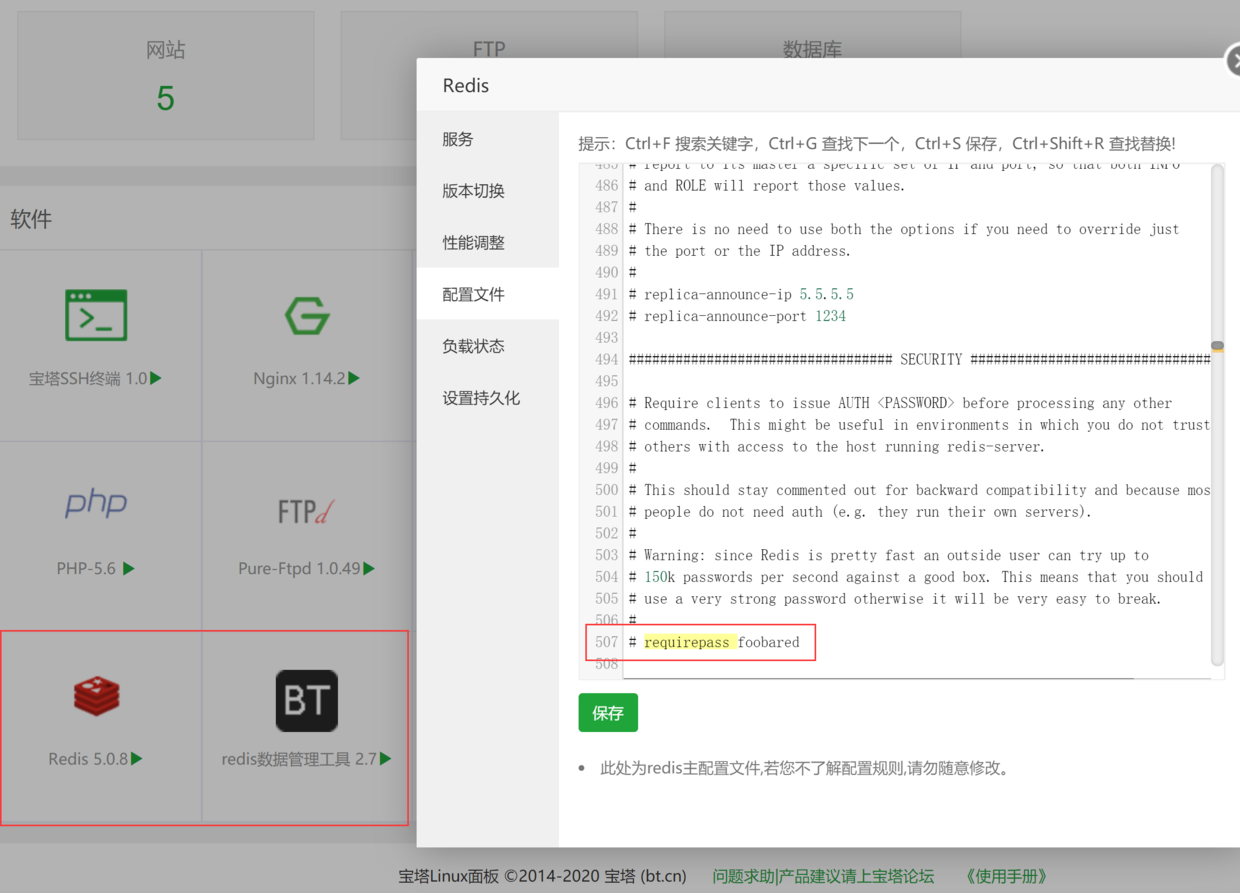 网站
FTP
数据库
5
软件
宝塔SSH终端 1.0
Nginx 1.14.2
php
FTPd
PHP-5.6
Pure-Ftpd 1.0.49
BT
Redis 5.0.8
redis数据管理工具 2.7
Redis
服务
版本切换
性能调整
配置文件
负载状态
设置持久化
提示：Ctrl+F 搜索关键字，Ctrl+G 查找下一个，Ctrl+S 保存，Ctrl+Shift+R 查找替换!
485 # report to its master a specific set of IP and port, so that both INFO
486 # and ROLE will report those values.
487 #
488 # There is no need to use both the options if you need to override just
489 # the port or the IP address.
490 #
491 # replica-announce-ip 5.5.5.5
492 # replica-announce-port 1234
493
494 ################################## SECURITY ###############################
495
496 # Require clients to issue AUTH <PASSWORD> before processing any other
497 # commands.  This might be useful in environments in which you do not trust
498 # others with access to the host running redis-server.
499 #
500 # This should stay commented out for backward compatibility and because mos
501 # people do not need auth (e.g. they run their own servers).
502 #
503 # Warning: since Redis is pretty fast an outside user can try up to
504 # 150k passwords per second against a good box. This means that you should
505 # use a very strong password otherwise it will be very easy to break.
506 #
507 # requirepass foobared
508
保存
此处为redis主配置文件,若您不了解配置规则,请勿随意修改。
宝塔Linux面板 ©2014-2020 宝塔 (bt.cn) 问题求助|产品建议请上宝塔论坛 《使用手册》